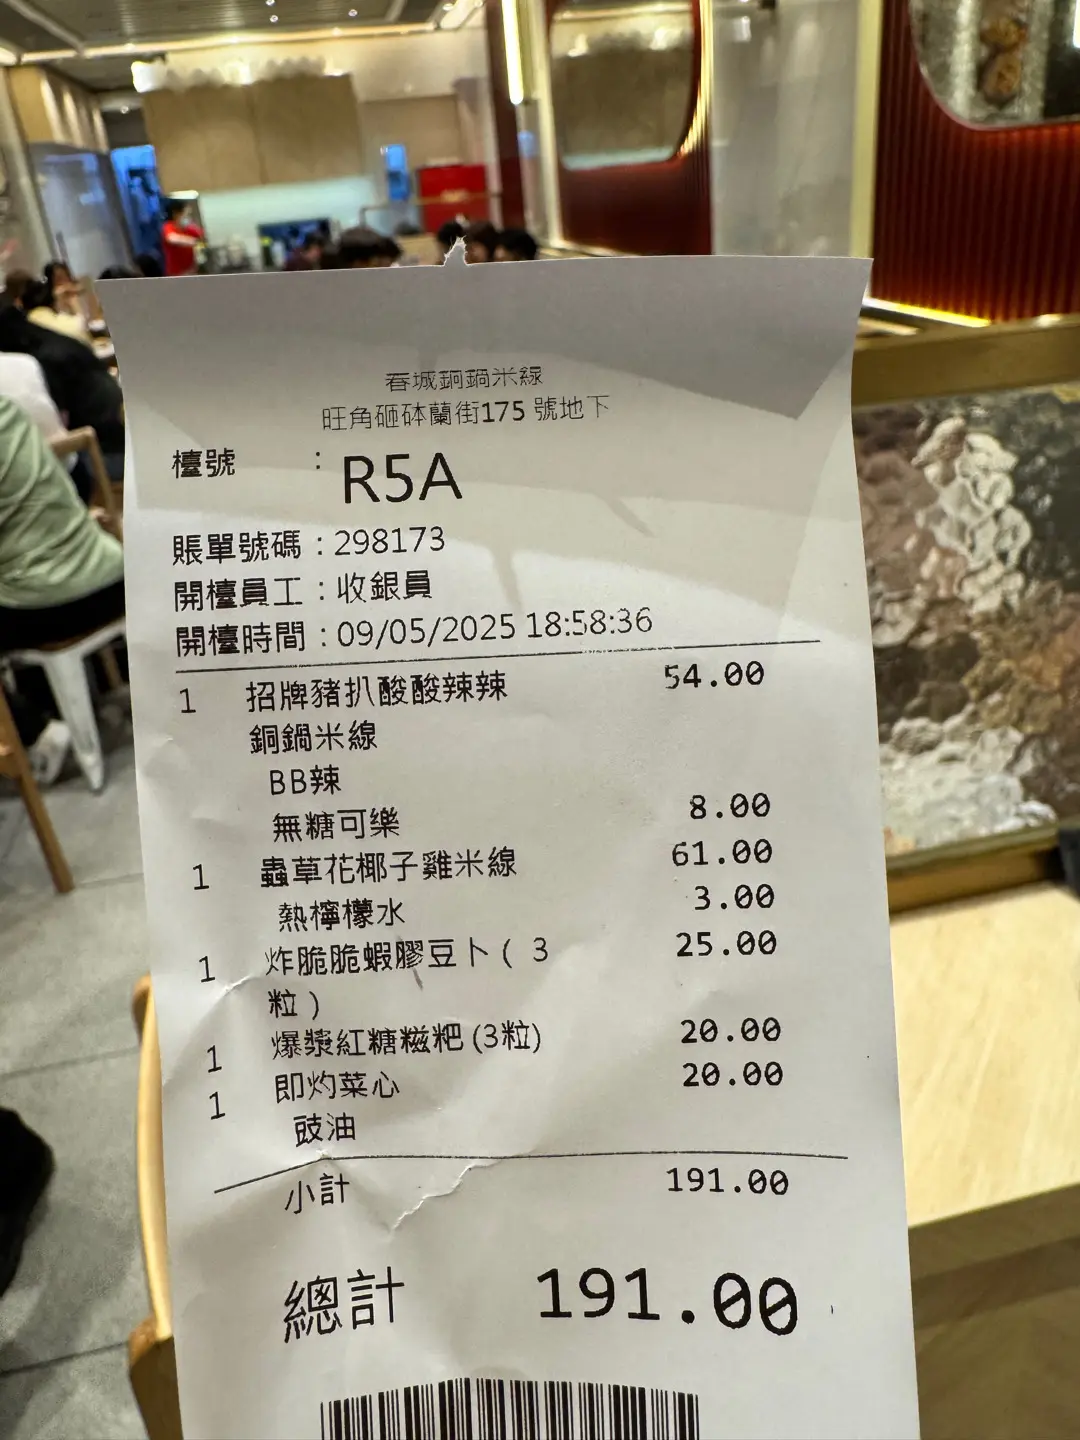 春城銅鍋米線
旺角砸砵蘭街175 號地下
檯號 : R5A
賬單號碼 : 298173
開檯員工 : 收銀員
開檯時間 : 09/05/2025 18:58:36
1 招牌豬扒酸酸辣辣 54.00
銅鍋米線
BB辣
無糖可樂 8.00
1 蟲草花椰子雞米線 61.00
熱檸檬水 3.00
1 炸脆脆蝦膠豆卜( 3 25.00
粒)
1 爆漿紅糖糍粑(3粒) 20.00
1 即灼菜心 20.00
豉油
小計 191.00
總計 191.00